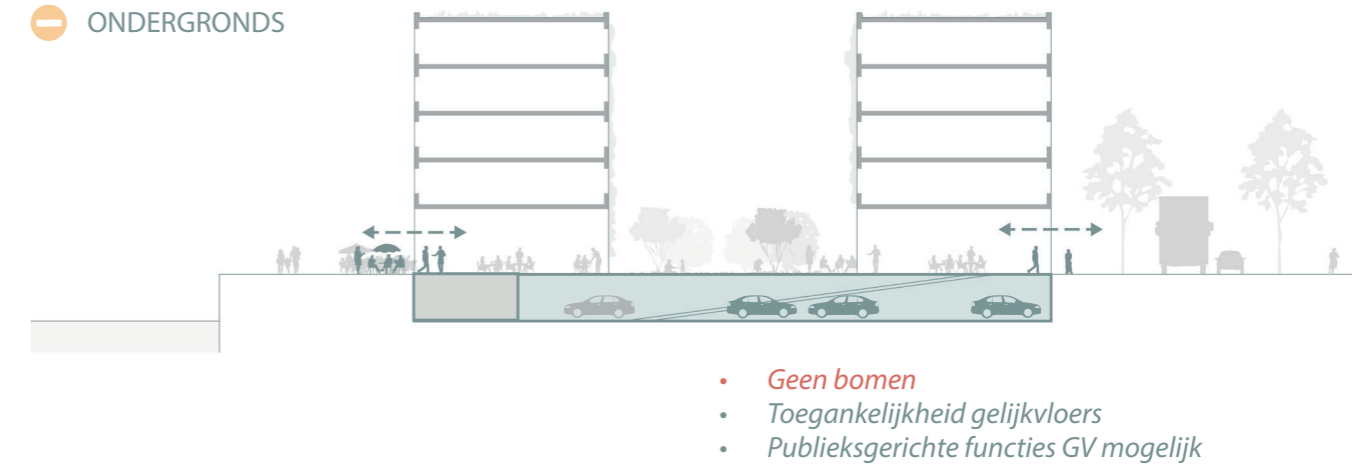 ONDERGRONDS
• Geen bomen
• Toegankelijkheid gelijkvloers
• Publieksgerichte functies GV mogelijk